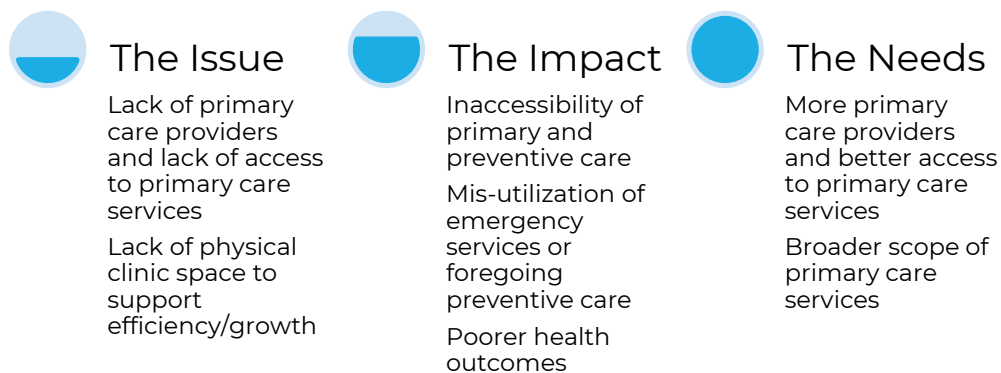 The Issue
Lack of primary
care providers
and lack of access
to primary care
services
Lack of physical
clinic space to
support
efficiency/growth
The Impact
Inaccessibility of
primary and
preventive care
Mis-utilization of
emergency
services or
foregoing
preventive care
Poorer health
outcomes
The Needs
More primary
care providers
and better access
to primary care
services
Broader scope of
primary care
services